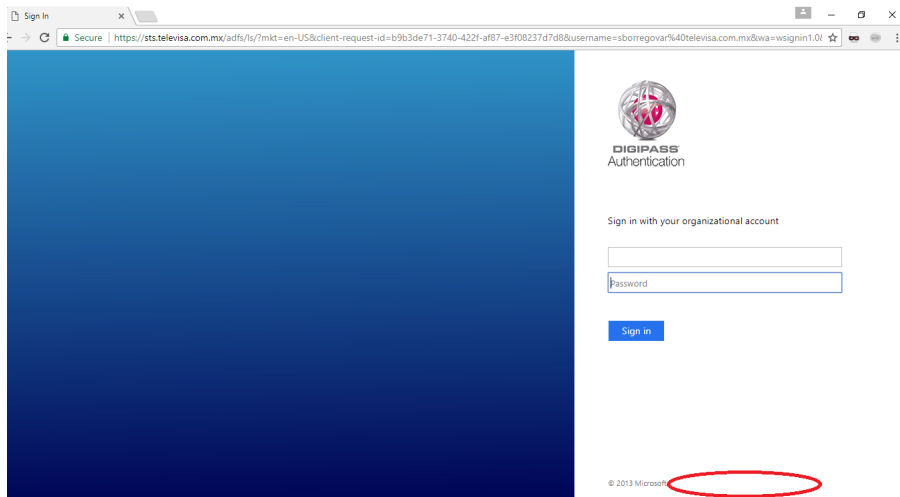 Sign In
Secure | https://sts.televisa.com.mx/adfs/ls/?mkt=en-US&client-request-id=b9b3de71-3740-422f-af87-e3f08237d7d8&username=sborregovar%40televisa.com.mx&wa=wsignin1.0&
DIGIPASS
Authentication
Sign in with your organizational account
Password
Sign in
© 2013 Microsoft